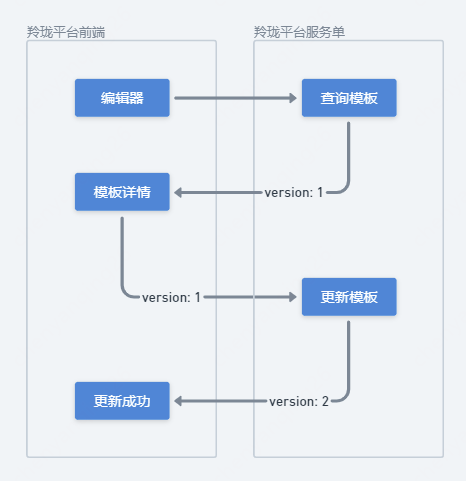 羚珑平台前端
羚珑平台服务单
编辑器
查询模板
模板详情
version: 1
version: 1
更新模板
更新成功
version: 2